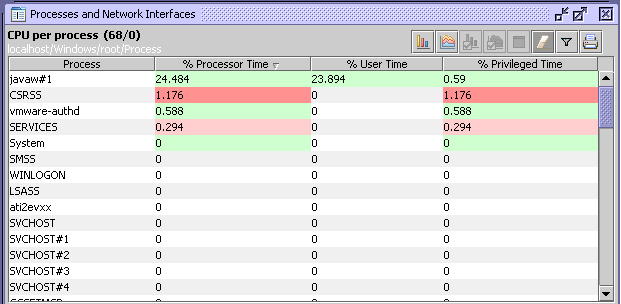 Processes and Network Interfaces
CPU per process (68/0)
localhost/Windows/root/Process
Process % Processor Time % User Time % Privileged Time
javaw#1 24.484 23.894 0.59
CSRSS 1.176 0 1.176
vmware-authd 0.588 0 0.588
SERVICES 0.294 0 0.294
System 0 0 0
SMSS 0 0 0
WINLOGON 0 0 0
LSASS 0 0 0
ati2evxx 0 0 0
SVCHOST 0 0 0
SVCHOST#1 0 0 0
SVCHOST#2 0 0 0
SVCHOST#3 0 0 0
SVCHOST#4 0 0 0